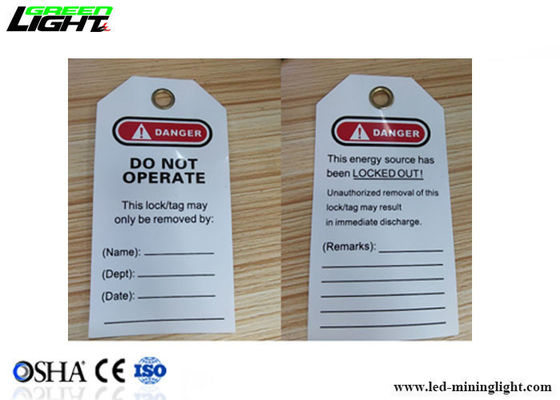 GREEN
LIGHT
DANGER
DO NOT
OPERATE
This lock/tag may
only be removed by:
(Name):
(Dept):
(Date):
DANGER
This energy source has
been LOCKED OUT!
Unauthorized removal of this
lock/tag may result
in immediate discharge.
(Remarks):
OSHA CE ISO
www.led-mininglight.com